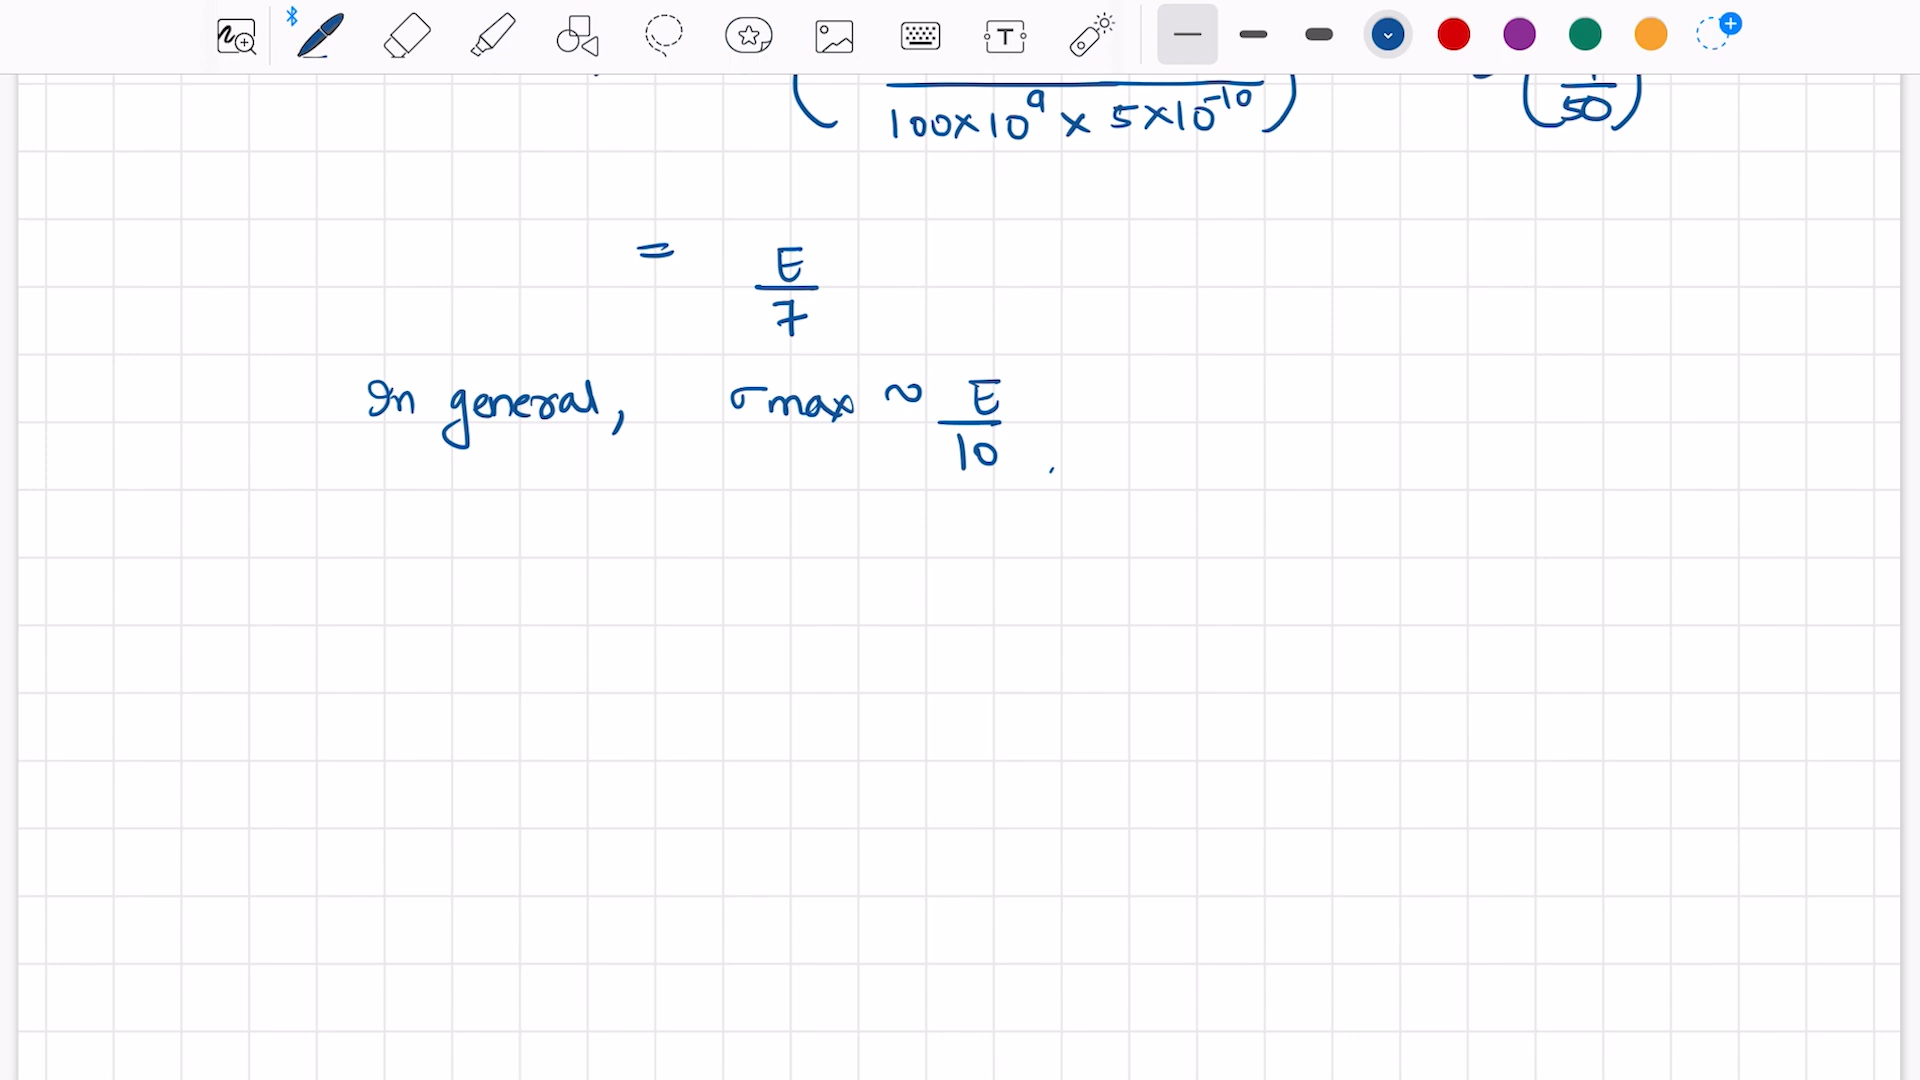 100×10⁹ × 5×10⁻¹⁰ 50
= E/7
In general, σmax ~ E/10.
T